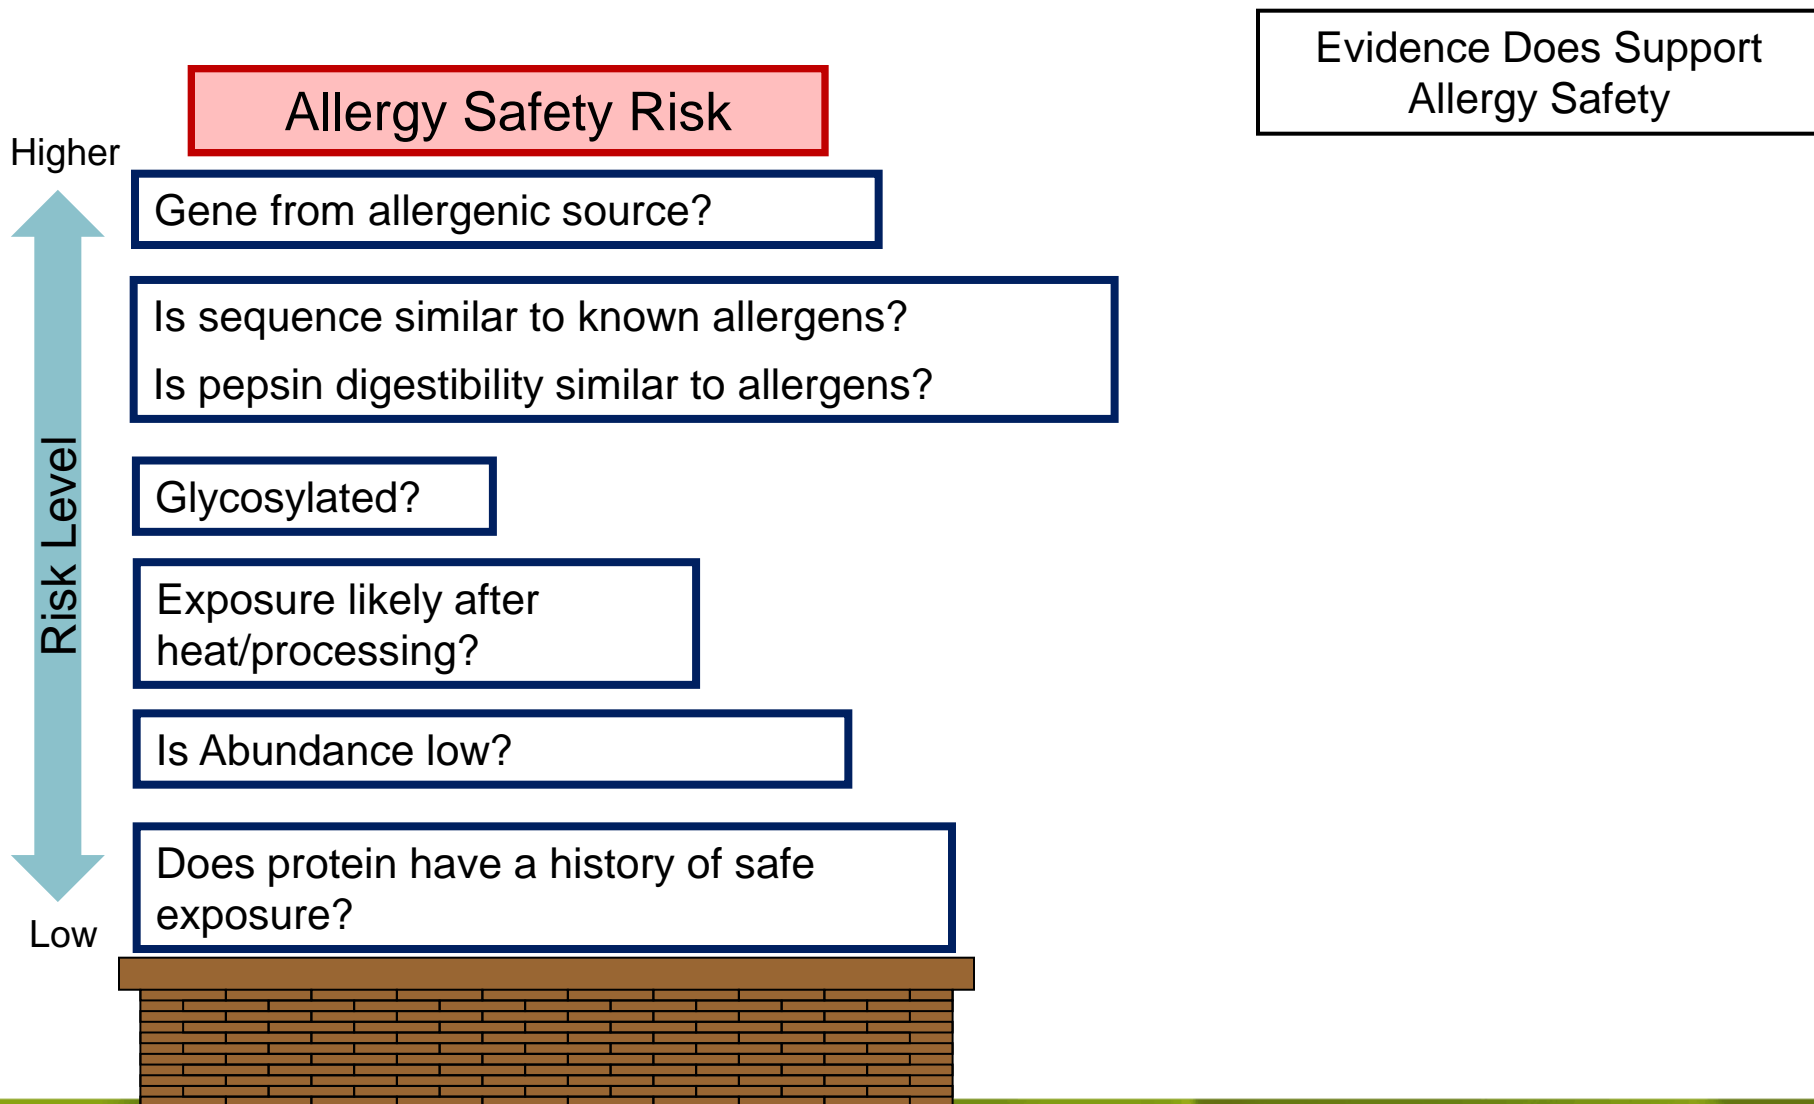 Evidence Does Support
Allergy Safety
Allergy Safety Risk
Higher
Gene from allergenic source?
Is sequence similar to known allergens?
Is pepsin digestibility similar to allergens?
Risk Level
Glycosylated?
Exposure likely after
heat/processing?
Is Abundance low?
Does protein have a history of safe
exposure?
Low